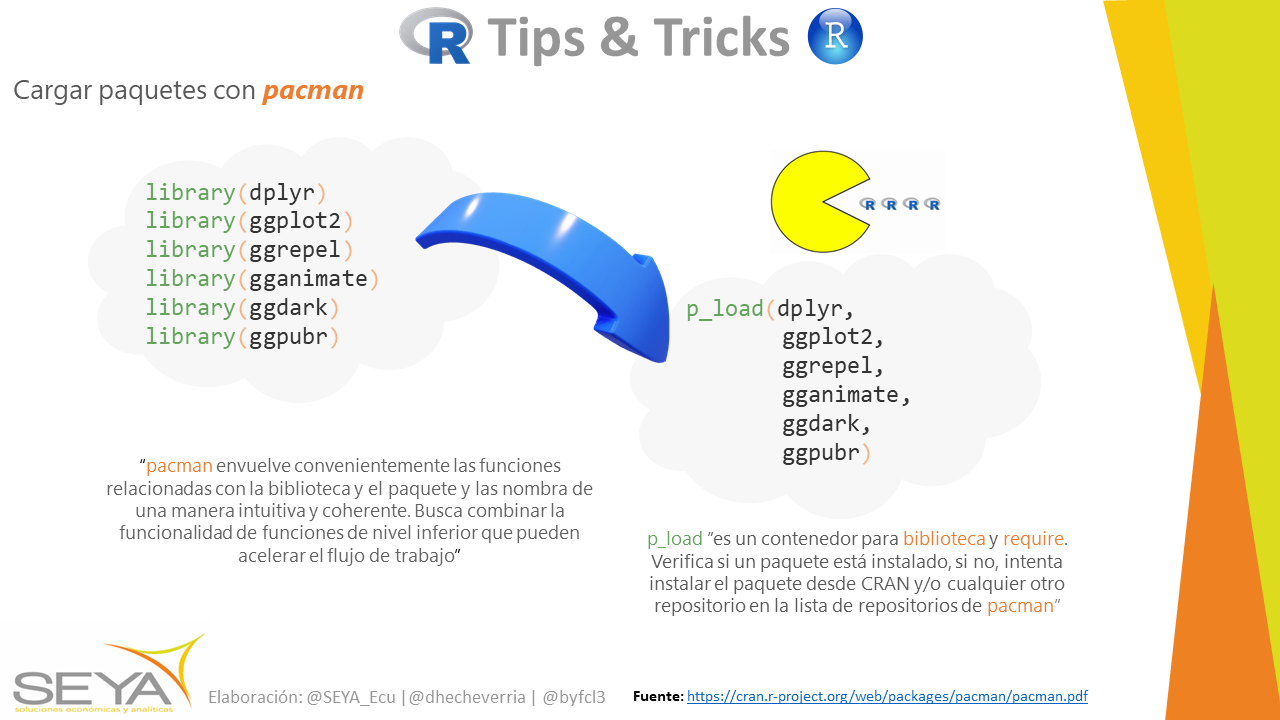 R Tips & Tricks R
Cargar paquetes con pacman
library(dplyr)
library(ggplot2)
library(ggrepel)
library(gganimate)
library(ggdark)
library(ggpubr)
R R R R
p_load(dplyr,
ggplot2,
ggrepel,
gganimate,
ggdark,
ggpubr)
“pacman envuelve convenientemente las funciones
relacionadas con la biblioteca y el paquete y las nombra de
una manera intuitiva y coherente. Busca combinar la
funcionalidad de funciones de nivel inferior que pueden
acelerar el flujo de trabajo”
p_load ”es un contenedor para biblioteca y require.
Verifica si un paquete está instalado, si no, intenta
instalar el paquete desde CRAN y/o cualquier otro
repositorio en la lista de repositorios de pacman”
SEYA
soluciones económicas y analíticas
Elaboración: @SEYA_Ecu |@dhecheverria | @byfcl3
Fuente: https://cran.r-project.org/web/packages/pacman/pacman.pdf